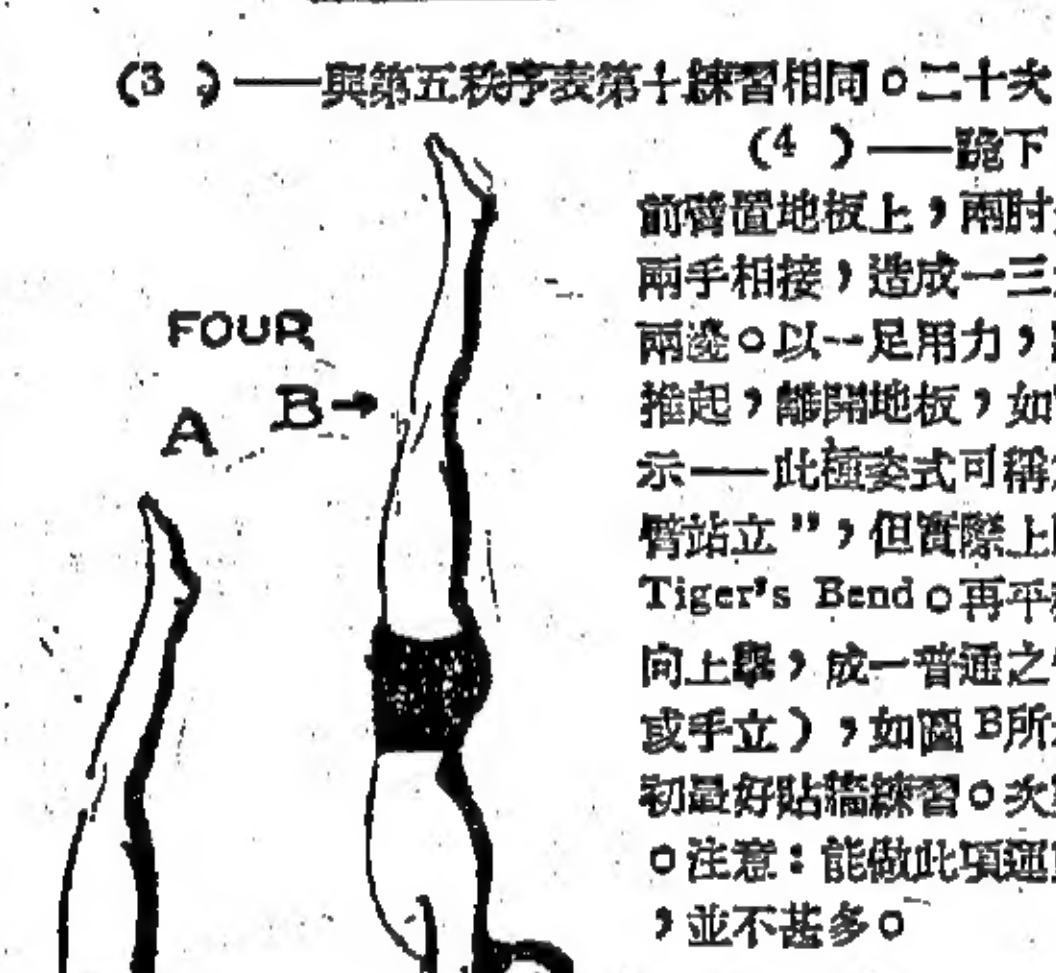 (3 )——與第五秩序表第十練習相同。二十次
(4 )——跪下
前臂置地板上，兩肘
兩手相接，造成一三
兩邊。以一足用力，
推起，離開地板，如
示——此種姿式可稱
臂站立”，但實際上
Tiger's Bend。再平
向上舉，成一普通之
或手立），如圖B所
初最好貼牆練習。次
。注意：能做此項運
，並不甚多。
FOUR
A
B